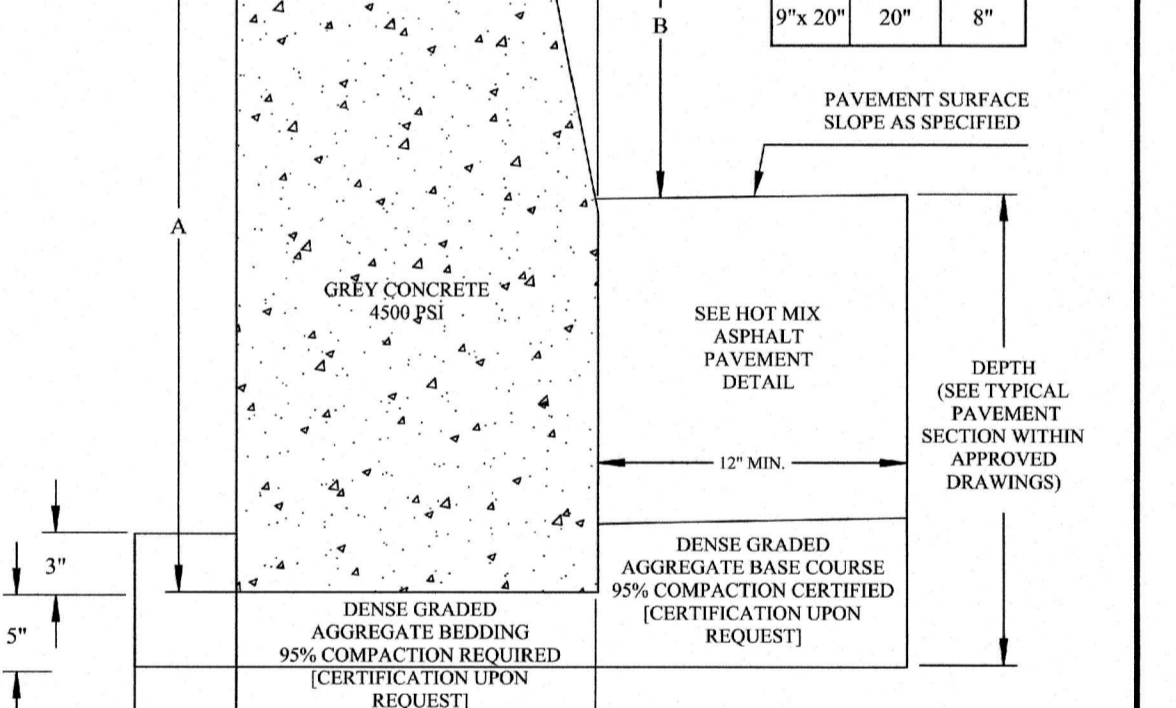 9"x 20" 20" 8"
B
PAVEMENT SURFACE
SLOPE AS SPECIFIED
A
GREY CONCRETE
4500 PSI
SEE HOT MIX
ASPHALT
PAVEMENT
DETAIL
DEPTH
(SEE TYPICAL
PAVEMENT
SECTION WITHIN
APPROVED
DRAWINGS)
12" MIN.
3"
5"
DENSE GRADED
AGGREGATE BASE COURSE
95% COMPACTION CERTIFIED
[CERTIFICATION UPON
REQUEST]
DENSE GRADED
AGGREGATE BEDDING
95% COMPACTION REQUIRED
[CERTIFICATION UPON
REQUEST]